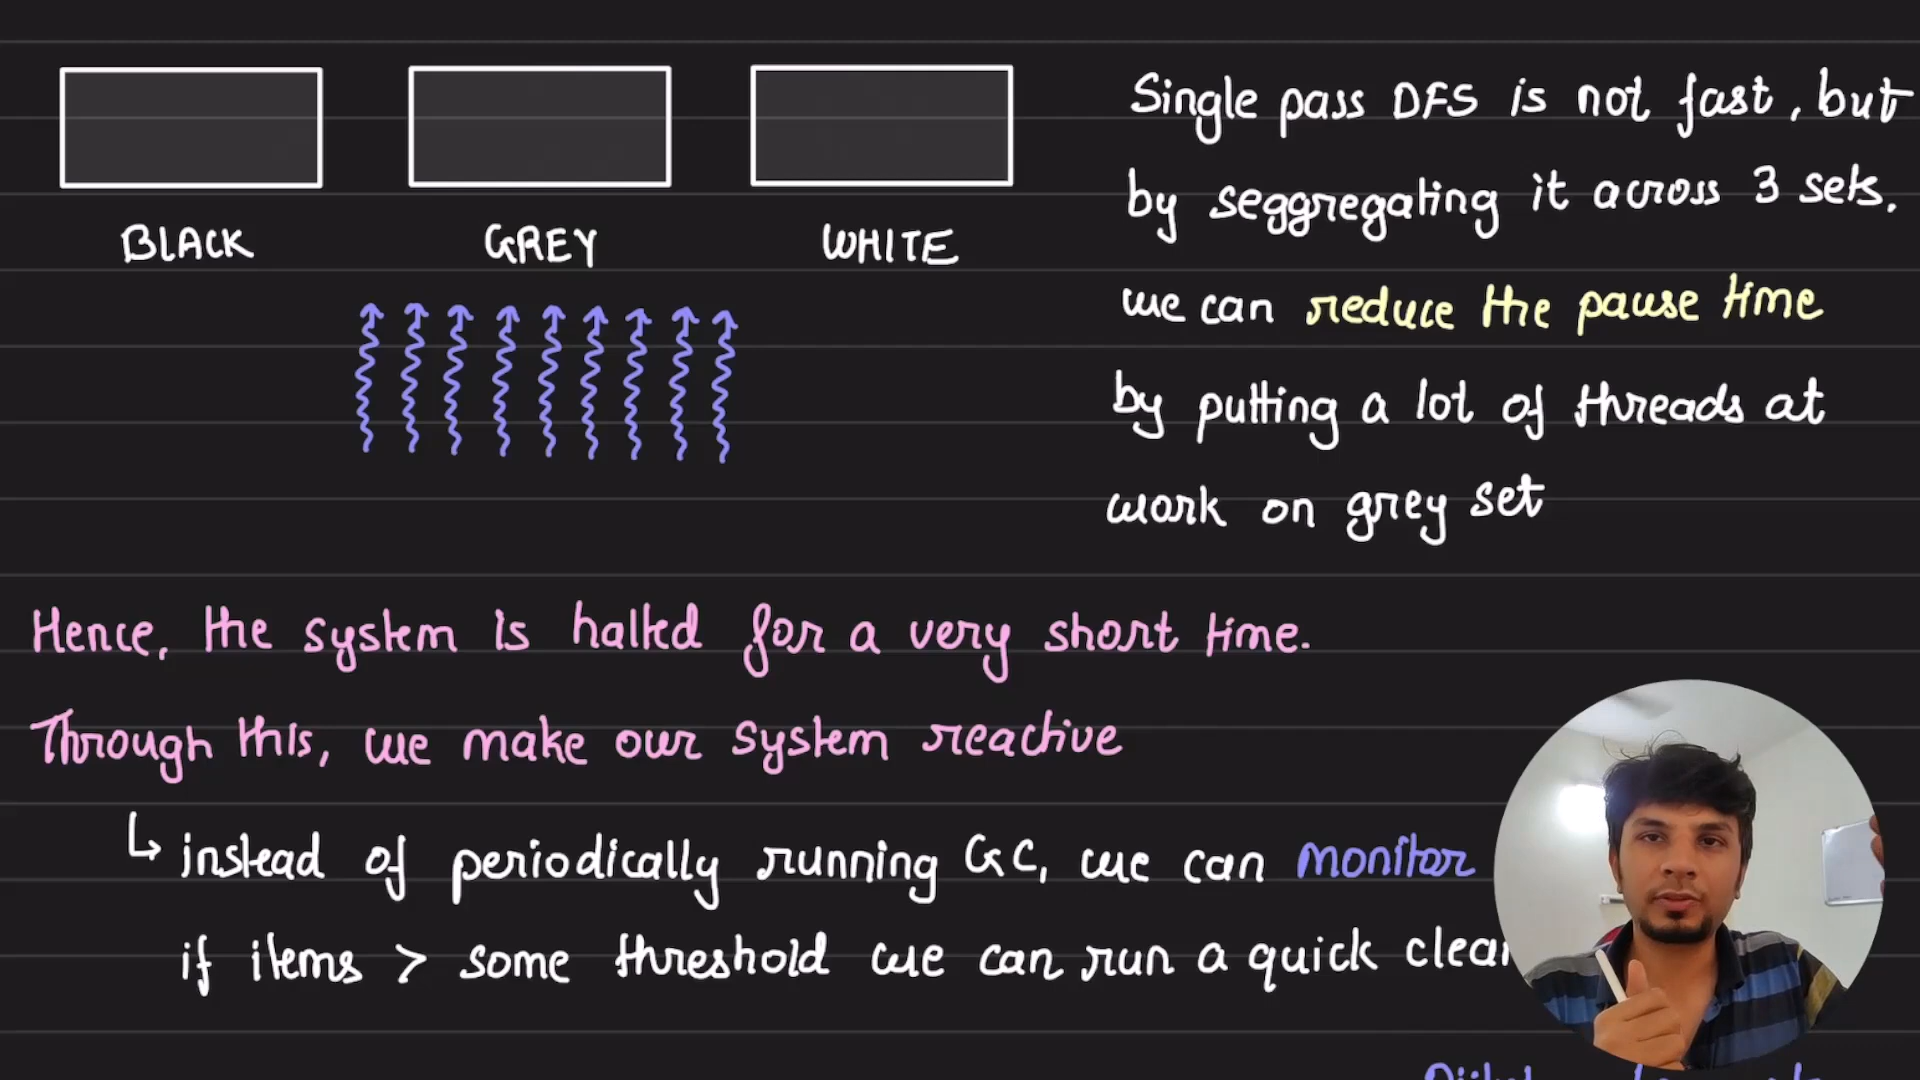 Single pass DFS is not fast, but
by seggregating it across 3 sets.
we can reduce the pause time
by putting a lot of threads at
work on grey set
BLACK GREY WHITE
Hence, the system is halted for a very short time.
Through this, we make our system reactive
↳ instead of periodically running GC, we can monitor
if items > some threshold we can run a quick clean